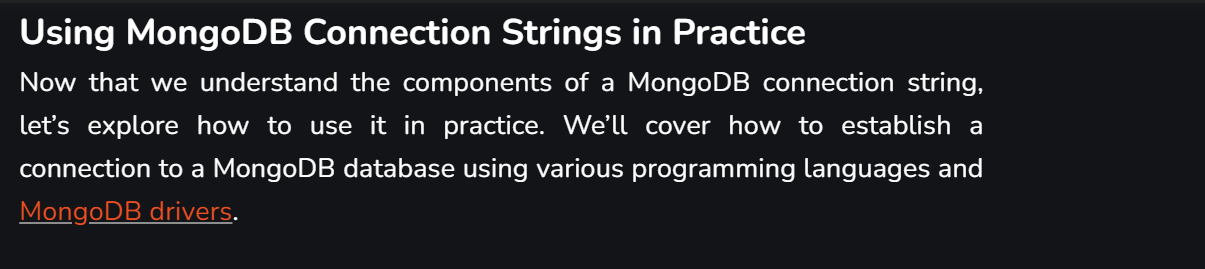 Using MongoDB Connection Strings in Practice
Now that we understand the components of a MongoDB connection string,
let’s explore how to use it in practice. We’ll cover how to establish a
connection to a MongoDB database using various programming languages and
MongoDB drivers.